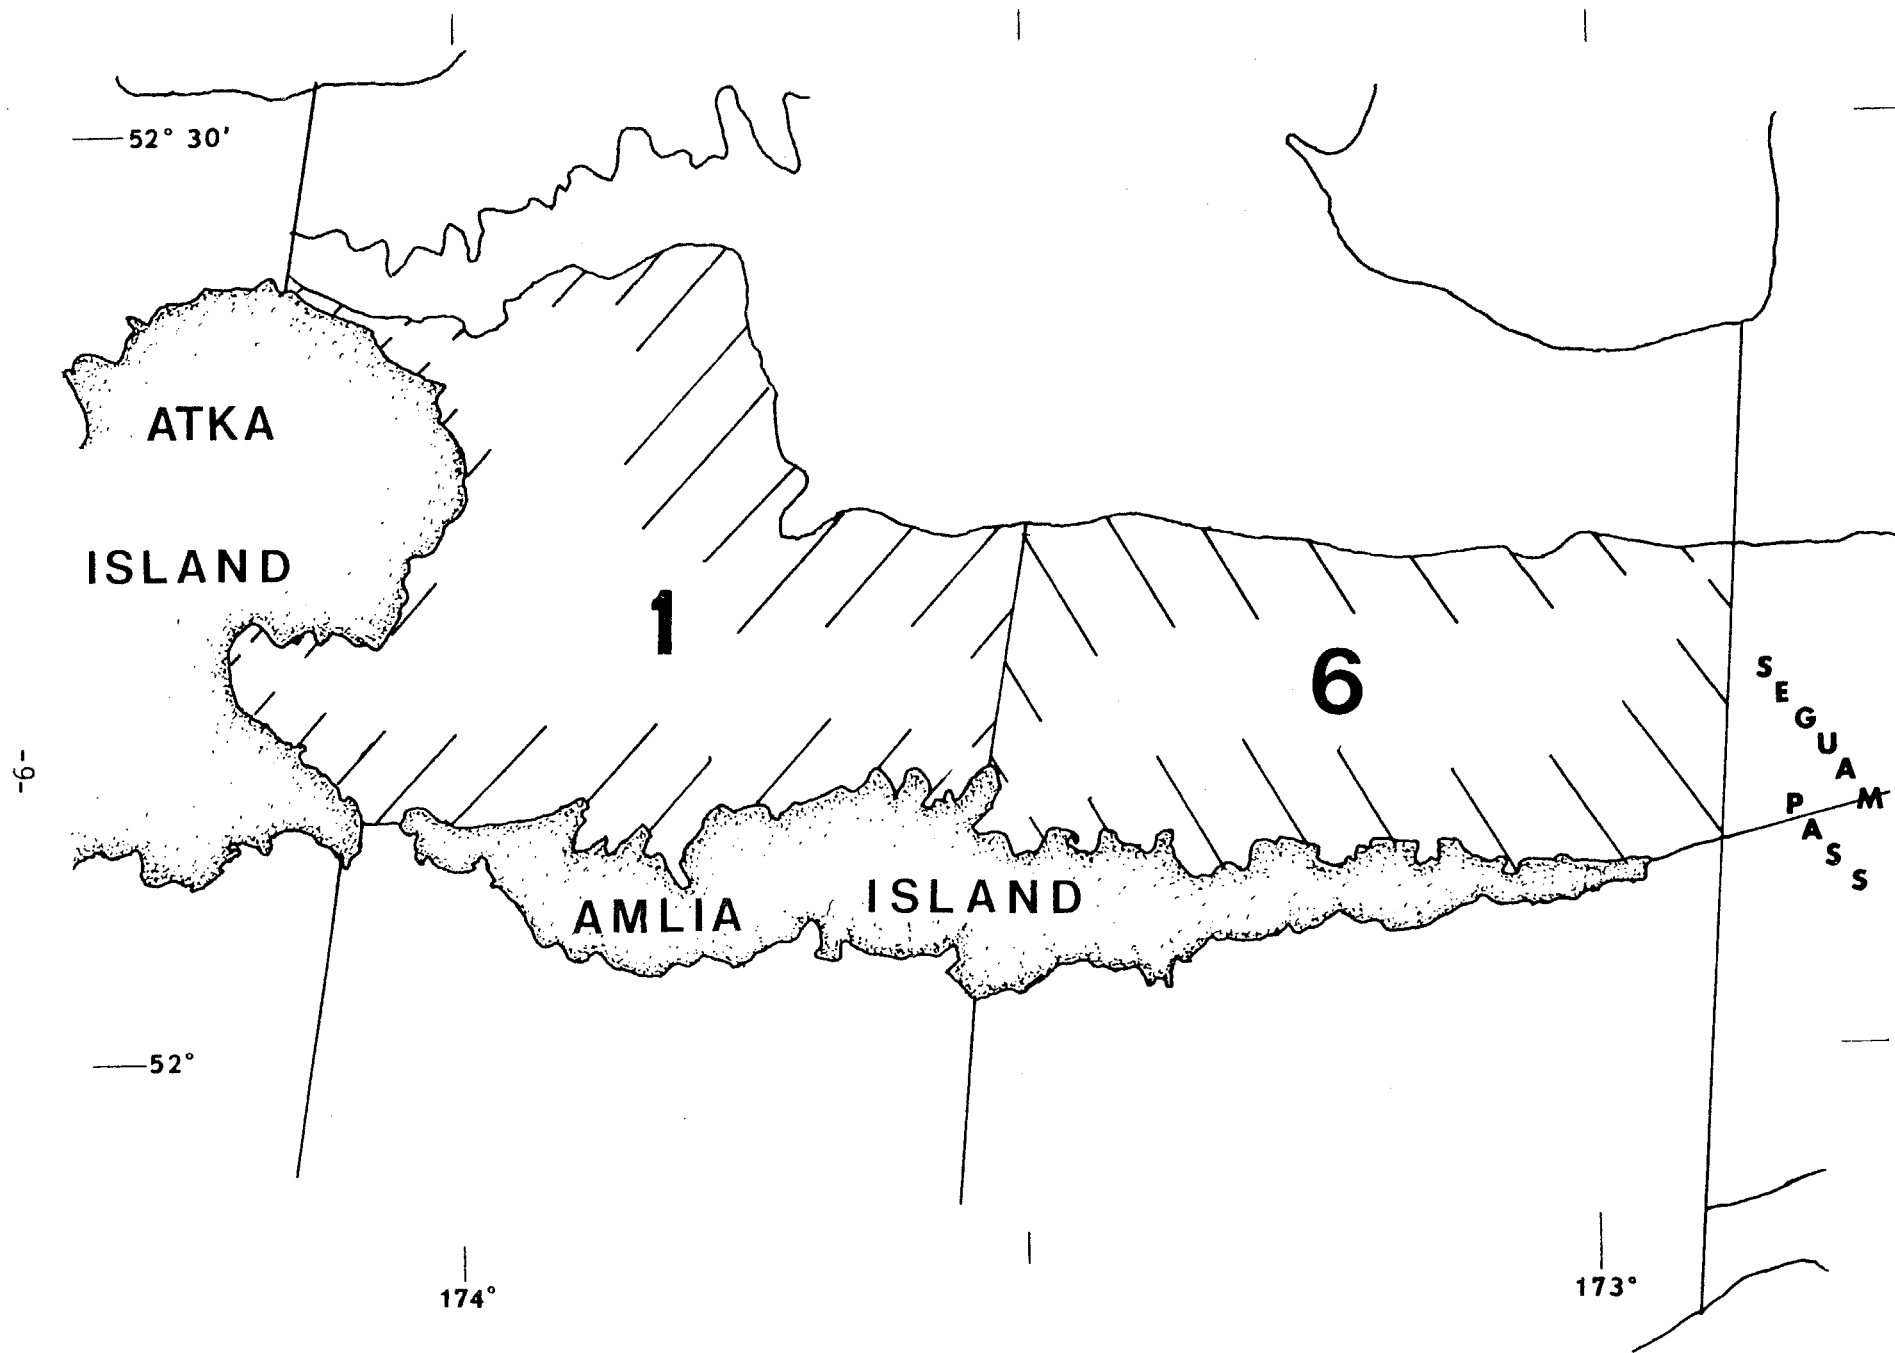 52° 30'
ATKA
ISLAND
1
6
SEGUAM
PASS
-6-
AMLIA ISLAND
52°
174°
173°